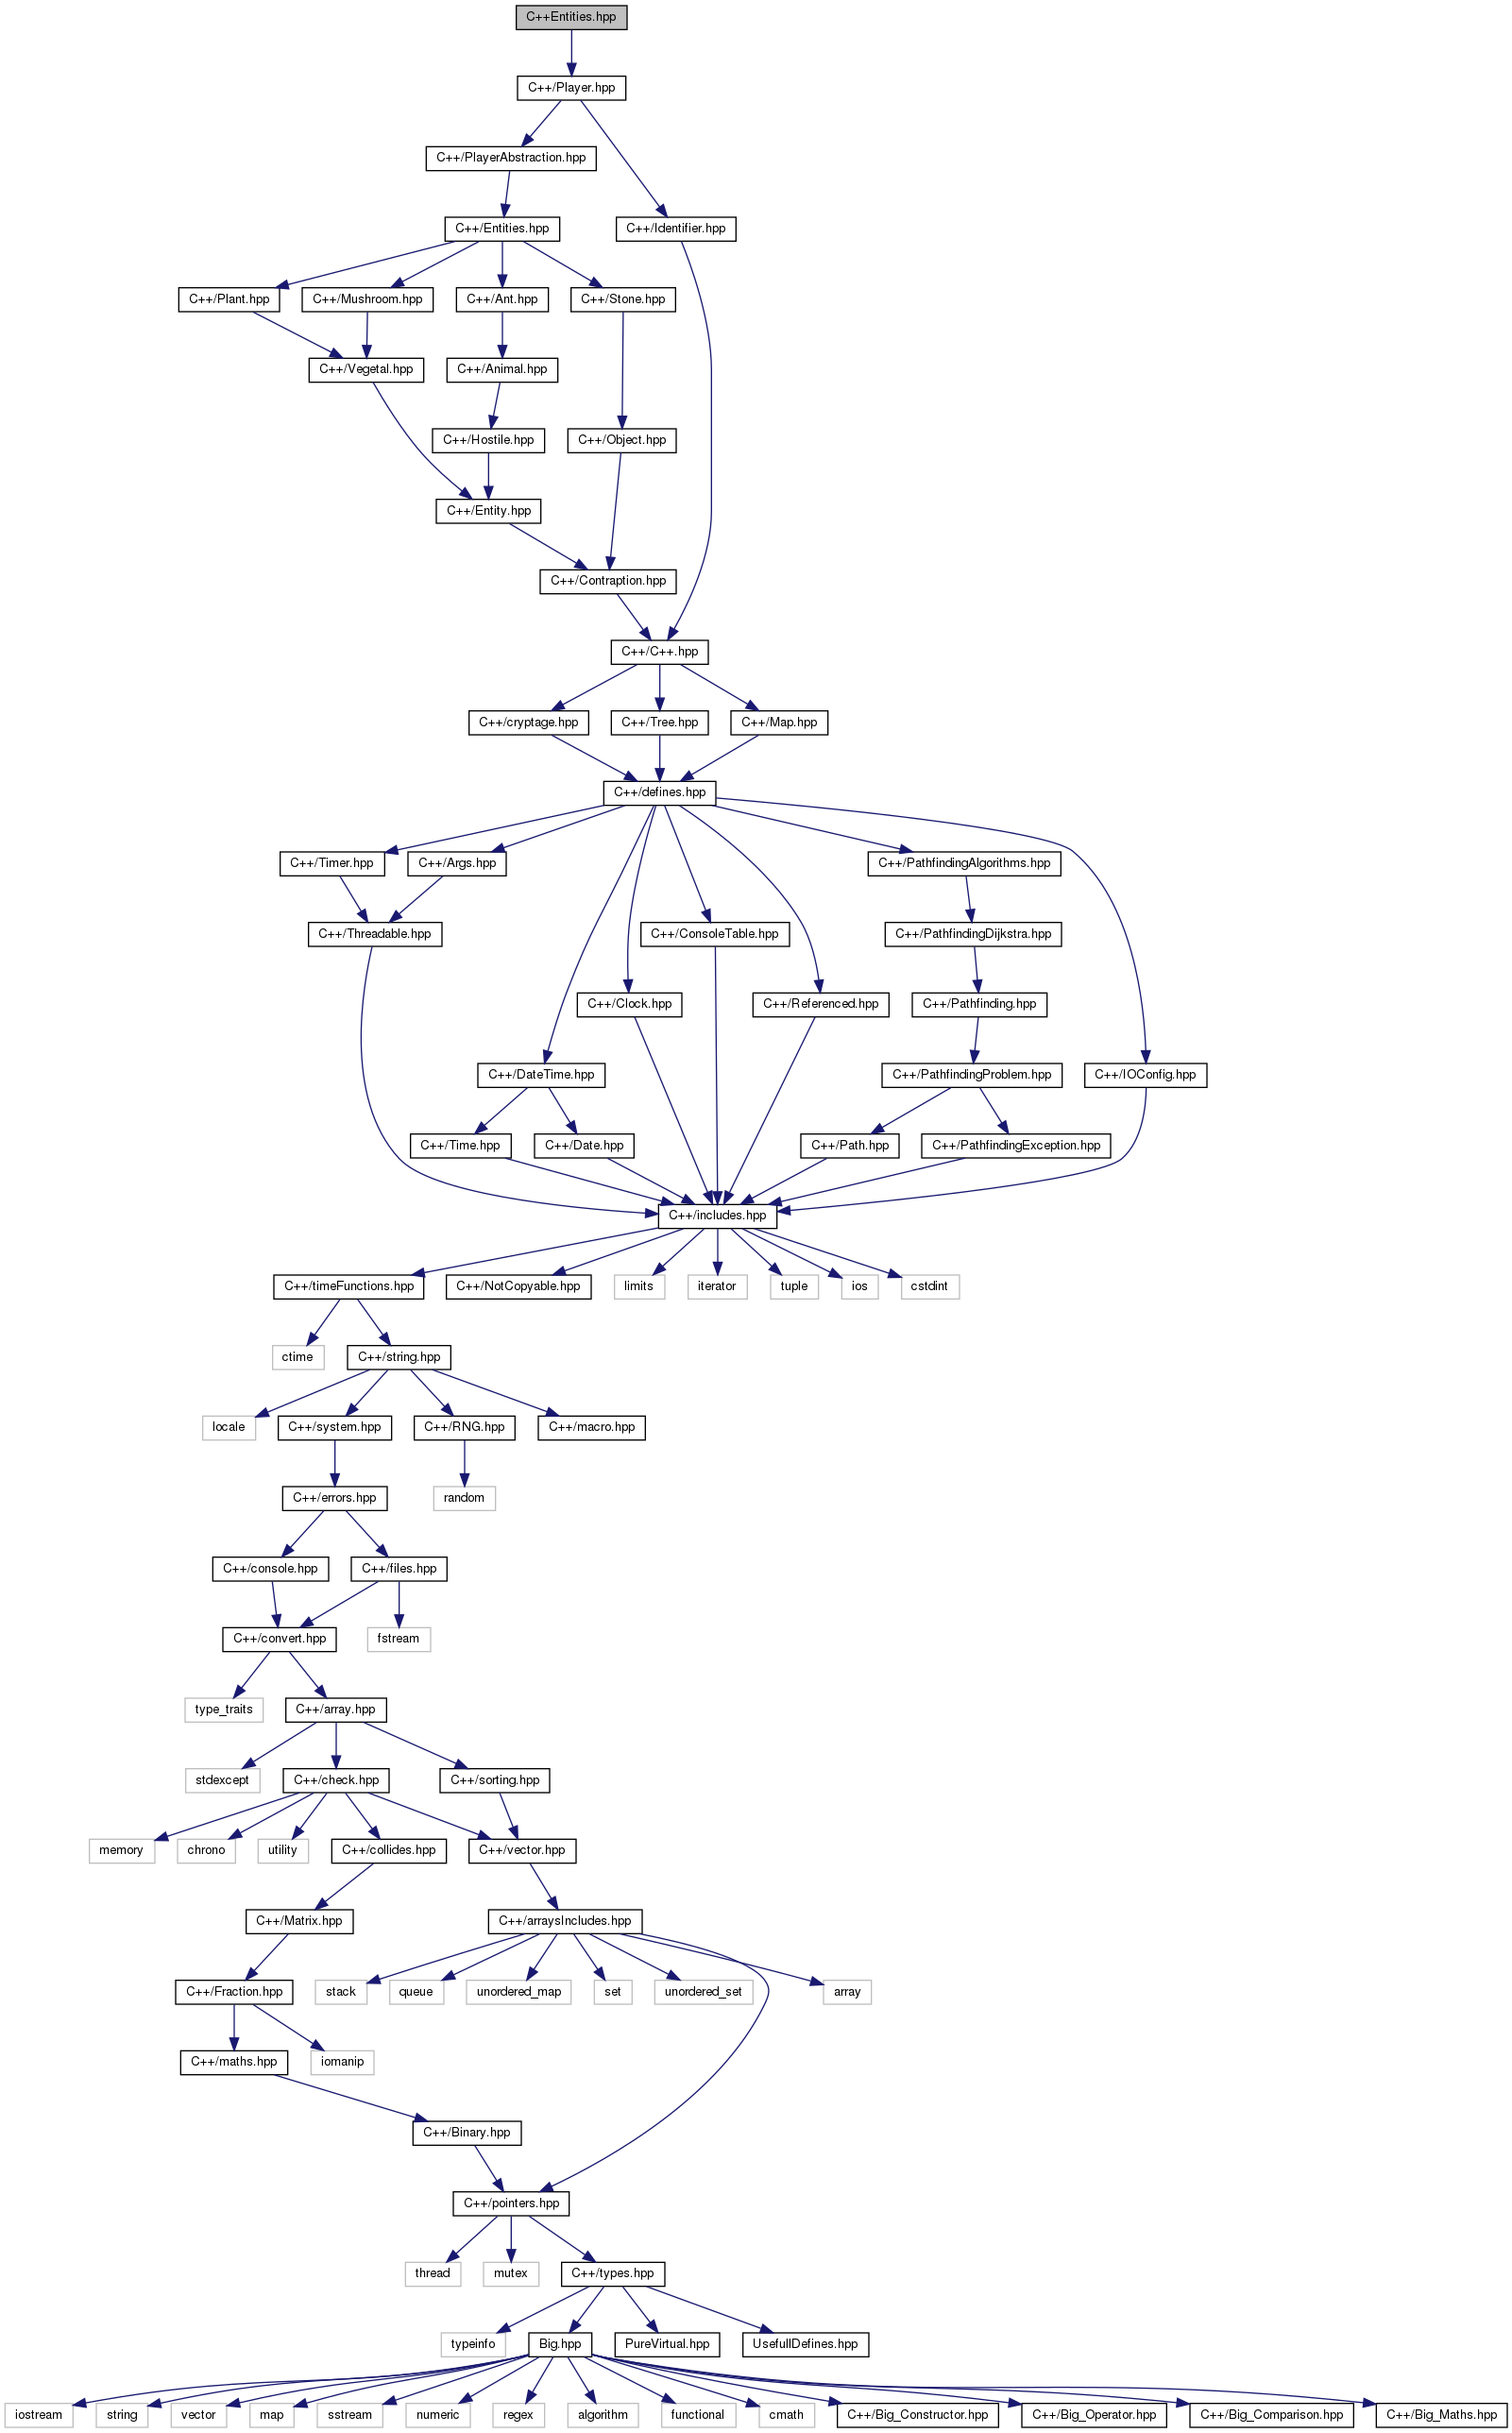 C++Entities.hpp
C++/Player.hpp
C++/PlayerAbstraction.hpp
C++/Entities.hpp
C++/Identifier.hpp
C++/Plant.hpp
C++/Mushroom.hpp
C++/Ant.hpp
C++/Stone.hpp
C++/Vegetal.hpp
C++/Animal.hpp
C++/Hostile.hpp
C++/Object.hpp
C++/Entity.hpp
C++/Contraption.hpp
C++/C++.hpp
C++/cryptage.hpp
C++/Tree.hpp
C++/Map.hpp
C++/defines.hpp
C++/Timer.hpp
C++/Args.hpp
C++/PathfindingAlgorithms.hpp
C++/Threadable.hpp
C++/ConsoleTable.hpp
C++/PathfindingDijkstra.hpp
C++/Clock.hpp
C++/Referenced.hpp
C++/Pathfinding.hpp
C++/DateTime.hpp
C++/PathfindingProblem.hpp
C++/IOConfig.hpp
C++/Time.hpp
C++/Date.hpp
C++/Path.hpp
C++/PathfindingException.hpp
C++/includes.hpp
C++/timeFunctions.hpp
C++/NotCopyable.hpp
limits
iterator
tuple
ios
cstdint
ctime
C++/string.hpp
locale
C++/system.hpp
C++/RNG.hpp
C++/macro.hpp
C++/errors.hpp
random
C++/console.hpp
C++/files.hpp
C++/convert.hpp
fstream
type_traits
C++/array.hpp
stdexcept
C++/check.hpp
C++/sorting.hpp
memory
chrono
utility
C++/collides.hpp
C++/vector.hpp
C++/Matrix.hpp
C++/arraysIncludes.hpp
C++/Fraction.hpp
stack
queue
unordered_map
set
unordered_set
array
C++/maths.hpp
iomanip
C++/Binary.hpp
C++/pointers.hpp
thread
mutex
C++/types.hpp
typeinfo
Big.hpp
PureVirtual.hpp
UsefullDefines.hpp
iostream
string
vector
map
sstream
numeric
regex
algorithm
functional
cmath
C++/Big_Constructor.hpp
C++/Big_Operator.hpp
C++/Big_Comparison.hpp
C++/Big_Maths.hpp